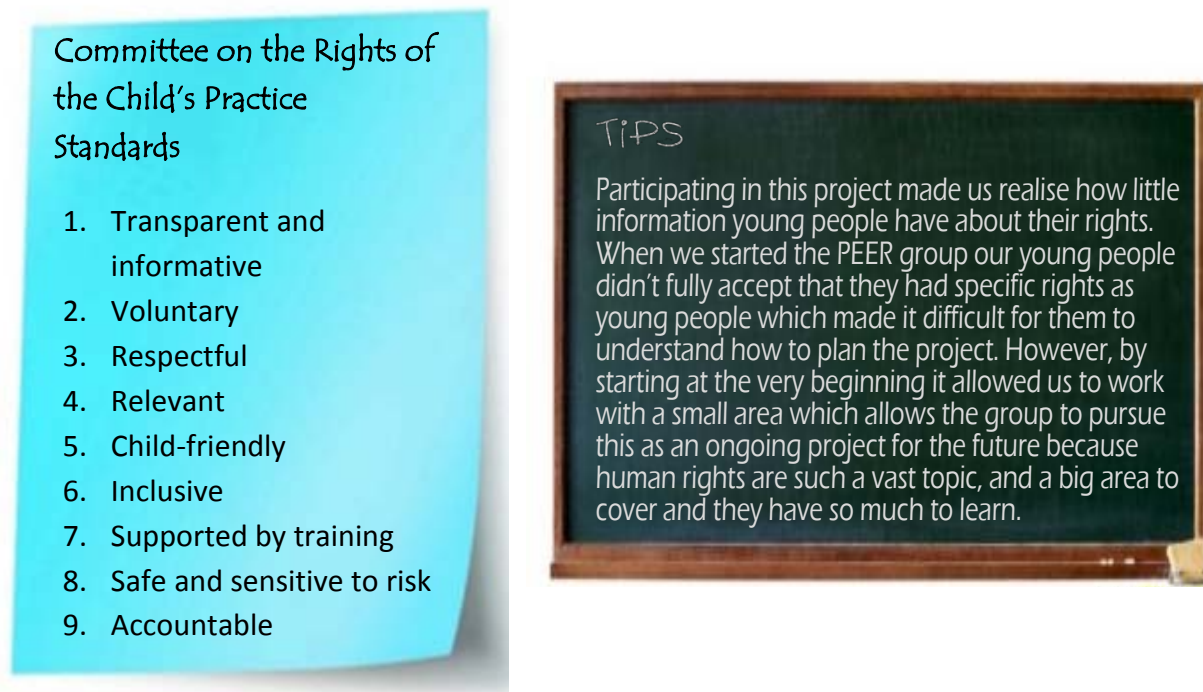 Committee on the Rights of
the Child's Practice
Standards
1. Transparent and
informative
2. Voluntary
3. Respectful
4. Relevant
5. Child-friendly
6. Inclusive
7. Supported by training
8. Safe and sensitive to risk
9. Accountable
TiPS
Participating in this project made us realise how little
information young people have about their rights.
When we started the PEER group our young people
didn't fully accept that they had specific rights as
young people which made it difficult for them to
understand how to plan the project. However, by
starting at the very beginning it allowed us to work
with a small area which allows the group to pursue
this as an ongoing project for the future because
human rights are such a vast topic, and a big area to
cover and they have so much to learn.